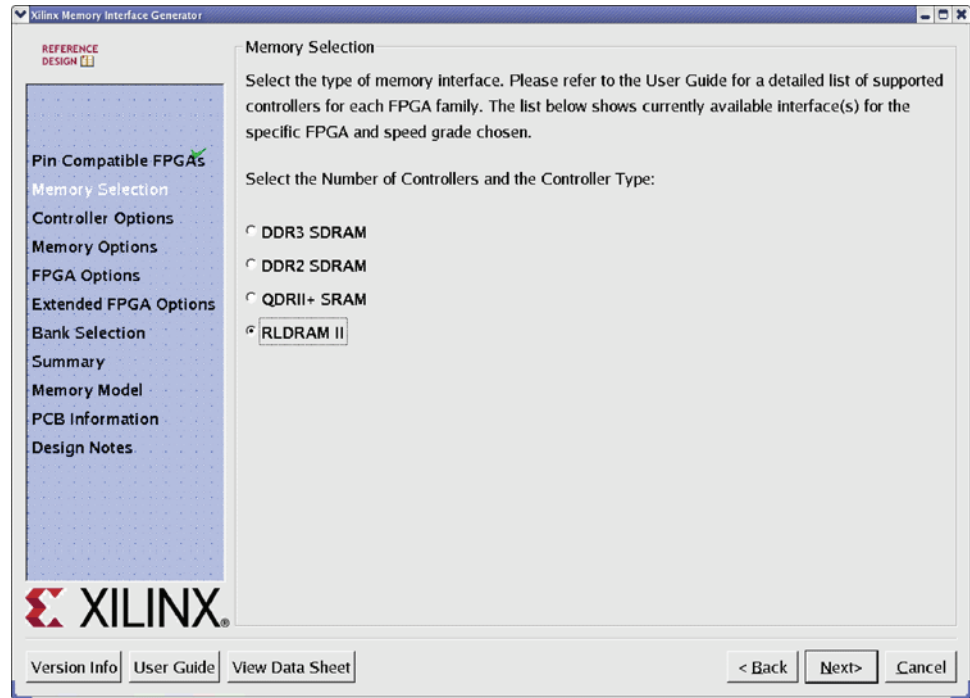 Xilinx Memory Interface Generator
REFERENCE
DESIGN
Pin Compatible FPGAs
Memory Selection
Controller Options
Memory Options
FPGA Options
Extended FPGA Options
Bank Selection
Summary
Memory Model
PCB Information
Design Notes
XILINX®
Memory Selection
Select the type of memory interface. Please refer to the User Guide for a detailed list of supported
controllers for each FPGA family. The list below shows currently available interface(s) for the
specific FPGA and speed grade chosen.
Select the Number of Controllers and the Controller Type:
DDR3 SDRAM
DDR2 SDRAM
QDRII+ SRAM
RLDRAM II
Version Info User Guide View Data Sheet < Back Next> Cancel